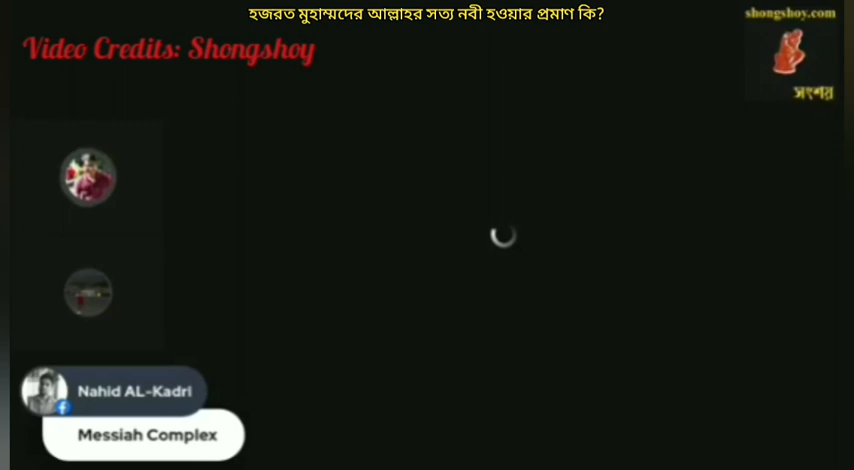 হজরত মুহাম্মদের আল্লাহর সত্য নবী হওয়ার প্রমাণ কি?
shongshoy.com
Video Credits: Shongshoy
সংশয়
Nahid AL-Kadri
Messiah Complex